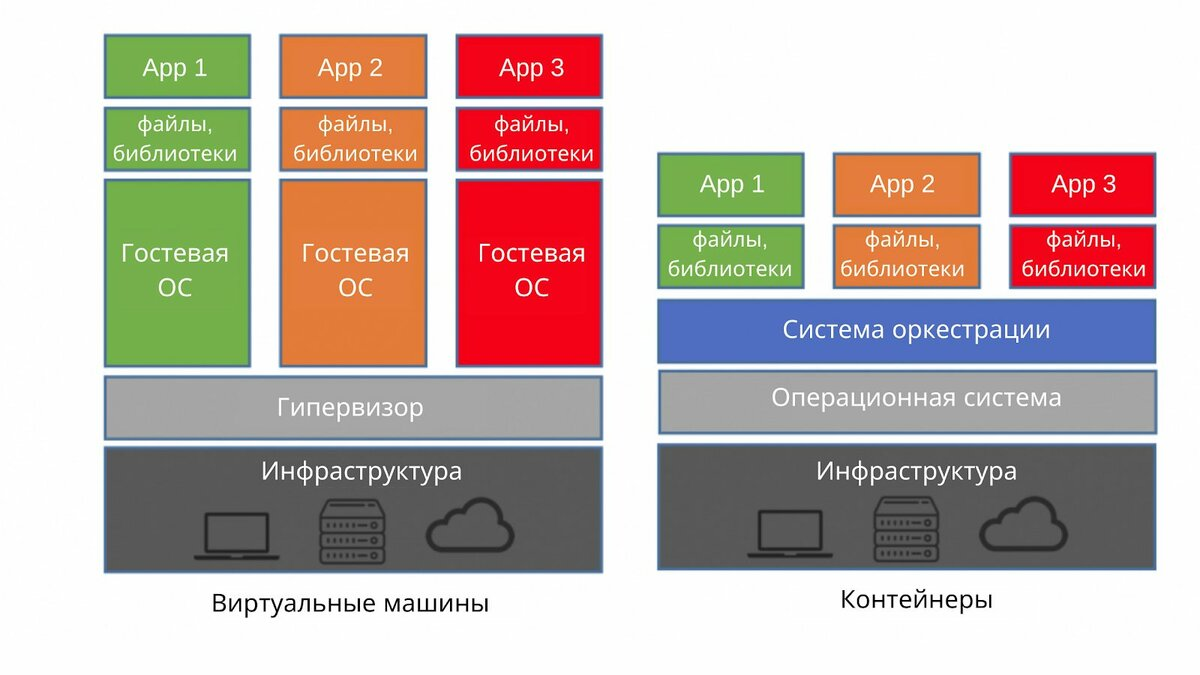 App 1
App 2
App 3
файлы,
библиотеки
файлы,
библиотеки
файлы,
библиотеки
Гостевая
ОС
Гостевая
ОС
Гостевая
ОС
Гипервизор
Инфраструктура
Виртуальные машины
App 1
App 2
App 3
файлы,
библиотеки
файлы,
библиотеки
файлы,
библиотеки
Система оркестрации
Операционная система
Инфраструктура
Контейнеры